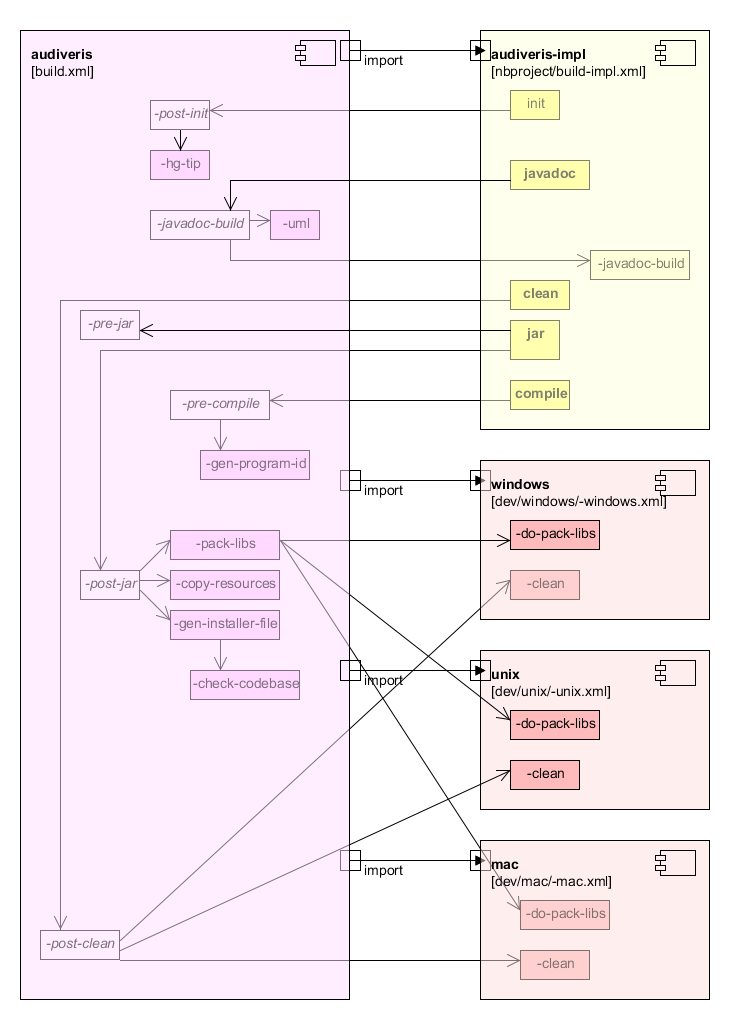 audiveris
[build.xml]
import
audiveris-impl
[nbproject/build-impl.xml]
-post-init
init
-hg-tip
javadoc
-javadoc-build
-uml
-javadoc-build
clean
-pre-jar
jar
-pre-compile
compile
-gen-program-id
import
windows
[dev/windows/-windows.xml]
-pack-libs
-do-pack-libs
-post-jar
-copy-resources
-clean
-gen-installer-file
-check-codebase
import
unix
[dev/unix/-unix.xml]
-do-pack-libs
-clean
import
mac
[dev/mac/-mac.xml]
-do-pack-libs
-post-clean
-clean